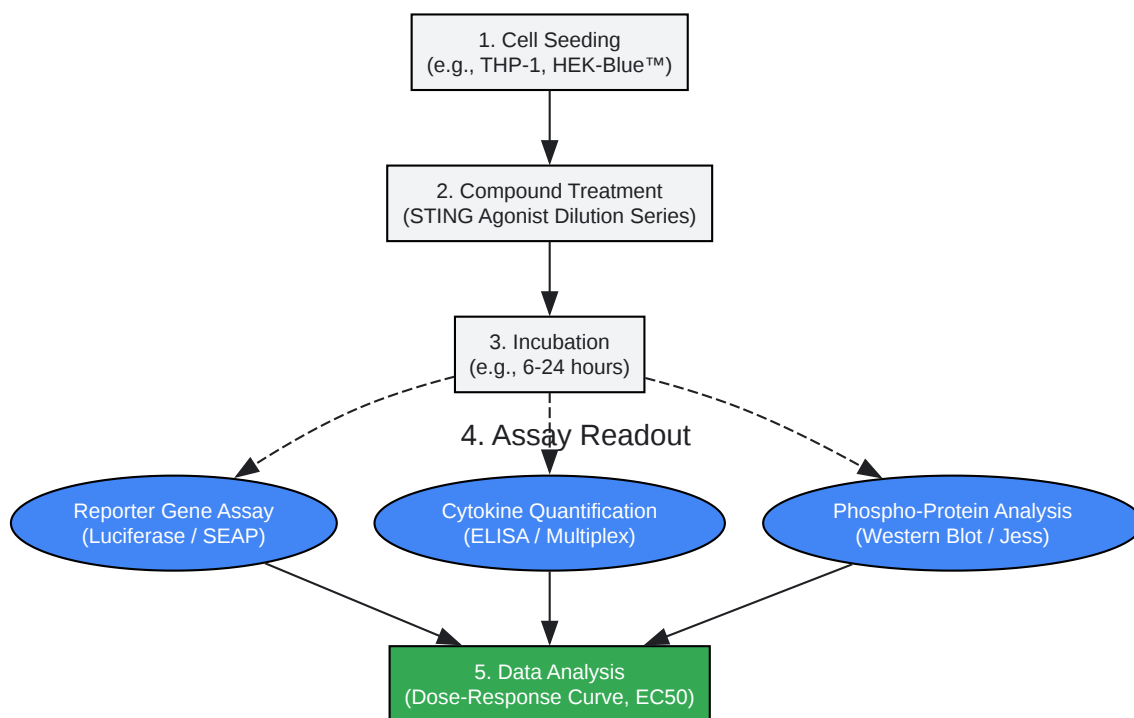 1. Cell Seeding
(e.g., THP-1, HEK-Blue™)
2. Compound Treatment
(STING Agonist Dilution Series)
3. Incubation
(e.g., 6-24 hours)
4. Assay Readout
Reporter Gene Assay
(Luciferase / SEAP)
Cytokine Quantification
(ELISA / Multiplex)
Phospho-Protein Analysis
(Western Blot / Jess)
5. Data Analysis
(Dose-Response Curve, EC50)